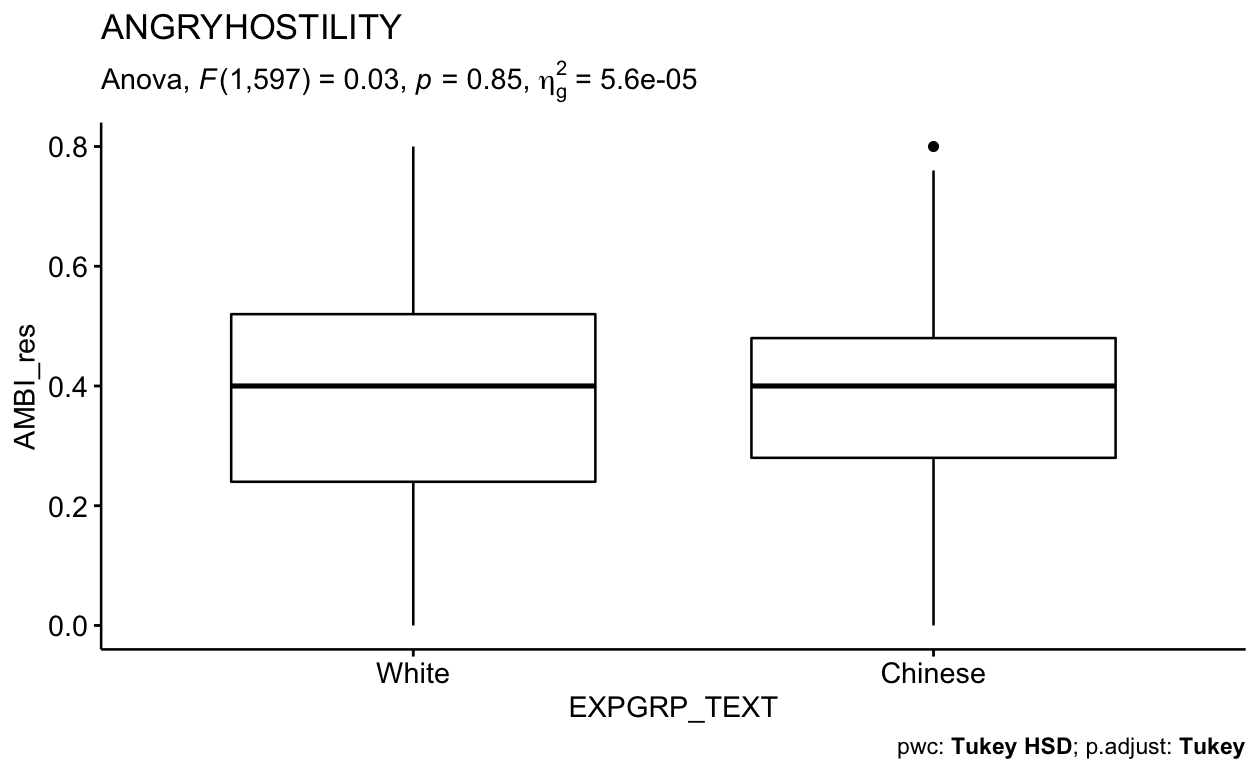 ANGRYHOSTILITY
Anova, F(1,597) = 0.03, p = 0.85, η²g = 5.6e-05
0.8
0.6
0.4
0.2
0.0
AMBI_res
White
Chinese
EXPGRP_TEXT
pwc: Tukey HSD; p.adjust: Tukey